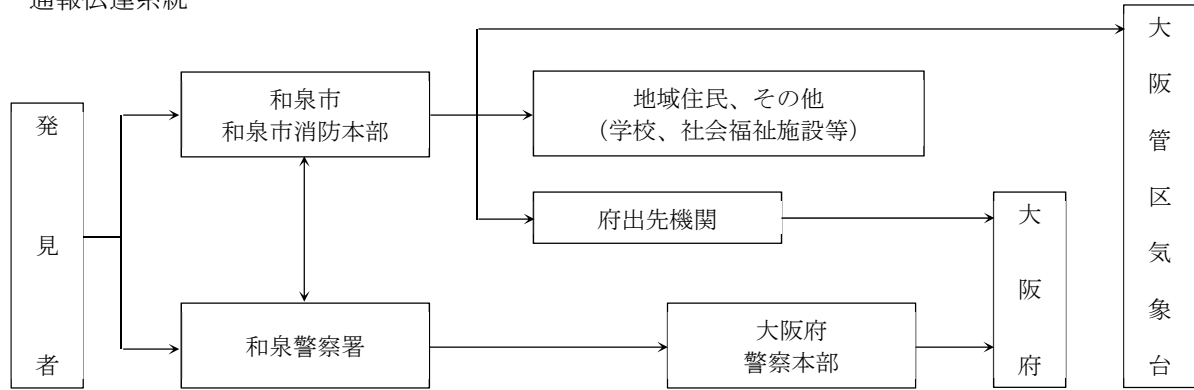 通報伝達系統
発見者
和泉市
和泉市消防本部
和泉警察署
地域住民、その他
(学校、社会福祉施設等)
府出先機関
大阪府
警察本部
大阪府
大阪管区気象台